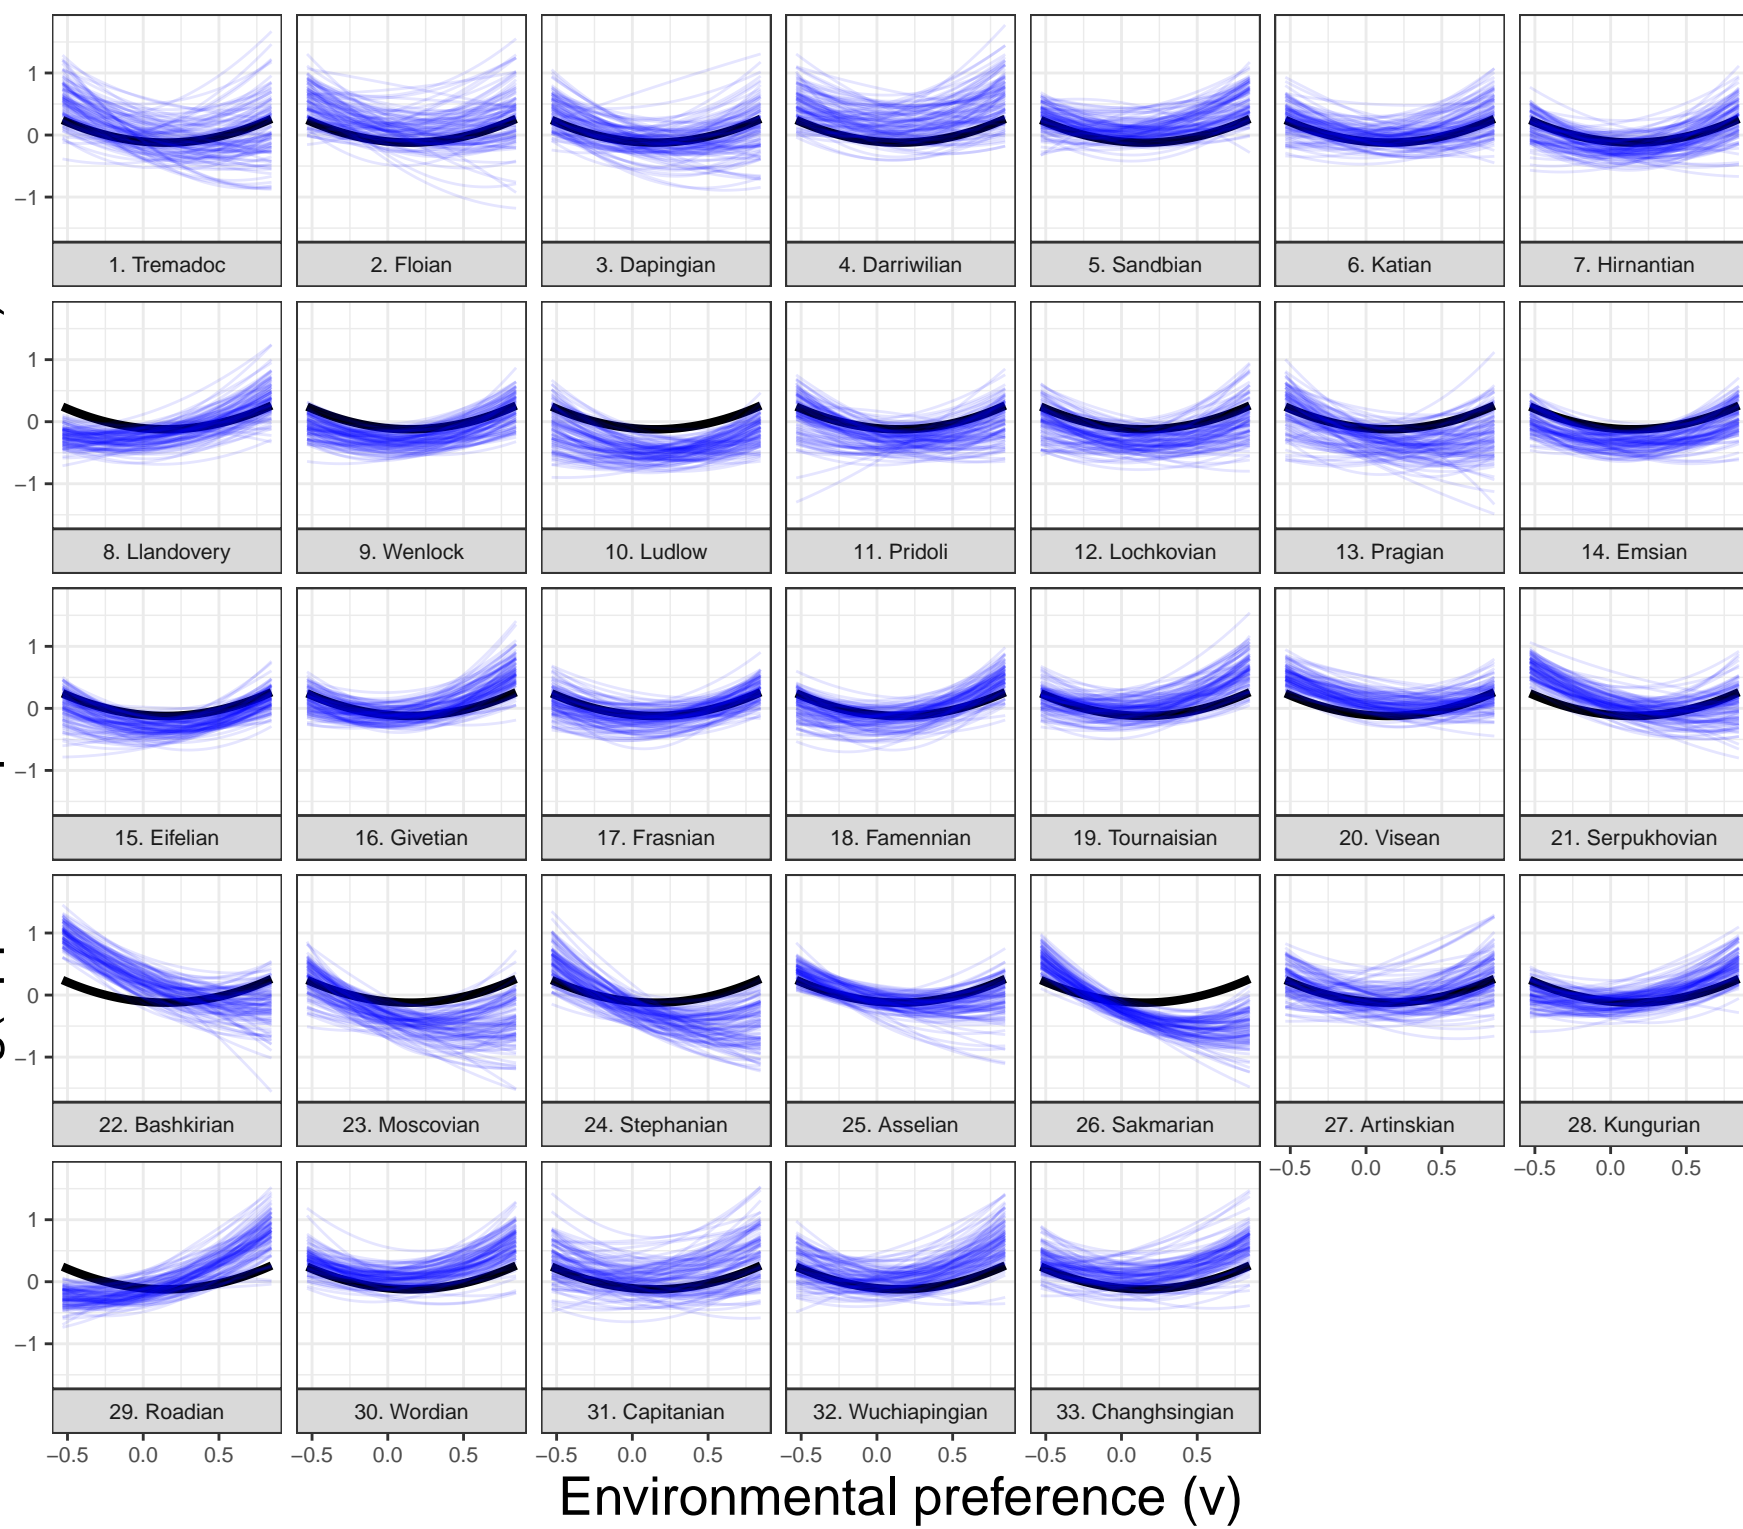 1
0
−1
1. Tremadoc
2. Floian
3. Dapingian
4. Darriwilian
5. Sandbian
6. Katian
7. Hirnantian
1
0
−1
8. Llandovery
9. Wenlock
10. Ludlow
11. Pridoli
12. Lochkovian
13. Pragian
14. Emsian
1
0
−1
15. Eifelian
16. Givetian
17. Frasnian
18. Famennian
19. Tournaisian
20. Visean
21. Serpukhovian
1
0
−1
22. Bashkirian
23. Moscovian
24. Stephanian
25. Asselian
26. Sakmarian
27. Artinskian
28. Kungurian
−0.5 0.0 0.5
−0.5 0.0 0.5
1
0
−1
29. Roadian
30. Wordian
31. Capitanian
32. Wuchiapingian
33. Changhsingian
−0.5 0.0 0.5
−0.5 0.0 0.5
−0.5 0.0 0.5
−0.5 0.0 0.5
−0.5 0.0 0.5
Environmental preference (v)